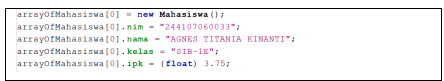 arrayOfMahasiswa[0] = new Mahasiswa();
arrayOfMahasiswa[0].nim = "244107060033";
arrayOfMahasiswa[0].nama = "AGNES TITANIA KINANTI";
arrayOfMahasiswa[0].kelas = "SIB-1E";
arrayOfMahasiswa[0].ipk = (float) 3.75;